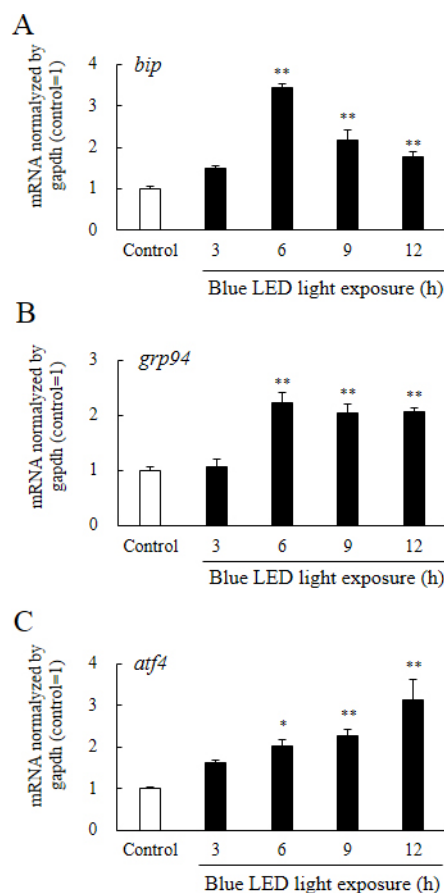 A
mRNA normalyzed by
gapdh (control=1)
bip
4
3
2
1
0
**
**
**
Control 3 6 9 12
Blue LED light exposure (h)
B
mRNA normalyzed by
gapdh (control=1)
grp94
3
2
1
0
**
**
**
Control 3 6 9 12
Blue LED light exposure (h)
C
mRNA normalyzed by
gapdh (control=1)
atf4
4
3
2
1
0
*
**
**
Control 3 6 9 12
Blue LED light exposure (h)